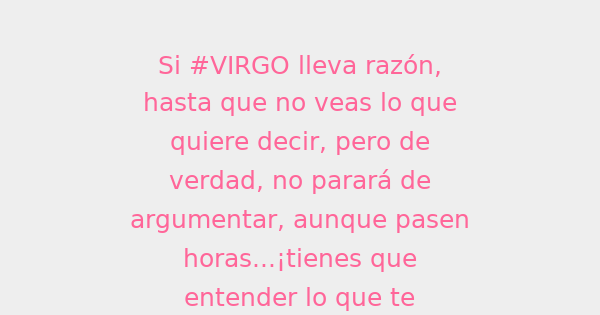 Si #VIRGO lleva razón,
hasta que no veas lo que
quiere decir, pero de
verdad, no parará de
argumentar, aunque pasen
horas...¡tienes que
entender lo que te